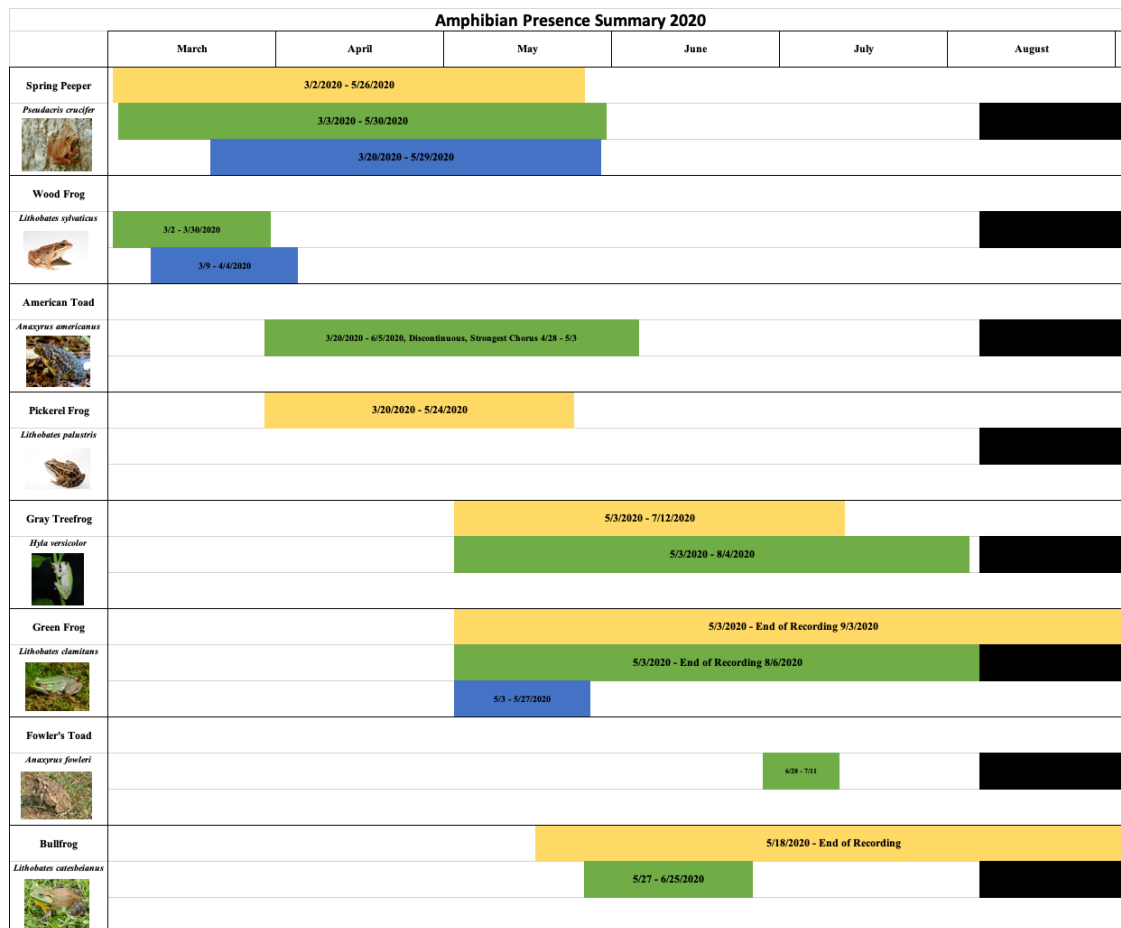 Amphibian Presence Summary 2020
March April May June July August
Spring Peeper
3/2/2020 - 5/26/2020
Pseudacris crucifer
3/3/2020 - 5/30/2020
3/20/2020 - 5/29/2020
Wood Frog
Lithobates sylvaticus
3/2 - 3/30/2020
3/9 - 4/4/2020
American Toad
Anaxyrus americanus
3/20/2020 - 6/5/2020, Discontinuous, Strongest Chorus 4/28 - 5/3
Pickerel Frog
3/20/2020 - 5/24/2020
Lithobates palustris
Gray Treefrog
5/3/2020 - 7/12/2020
Hyla versicolor
5/3/2020 - 8/4/2020
Green Frog
5/3/2020 - End of Recording 9/3/2020
Lithobates clamitans
5/3/2020 - End of Recording 8/6/2020
5/3 - 5/27/2020
Fowler's Toad
Anaxyrus fowleri
6/28 - 7/11
Bullfrog
5/18/2020 - End of Recording
Lithobates catesbeianus
5/27 - 6/25/2020